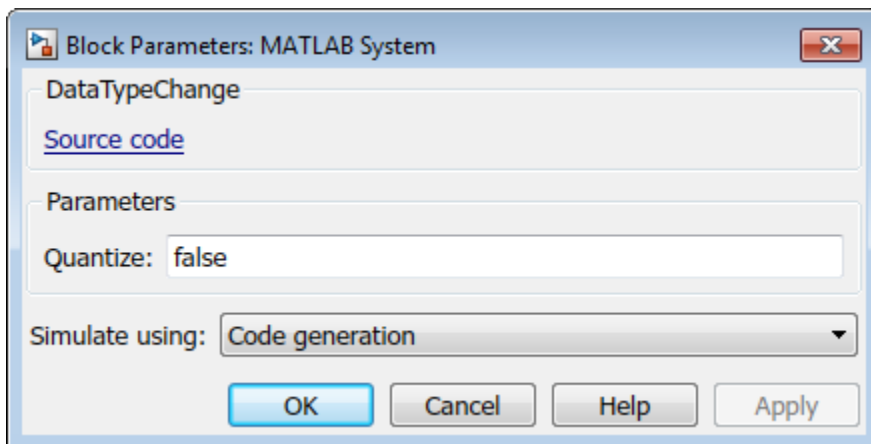 Block Parameters: MATLAB System
DataTypeChange
Source code
Parameters
Quantize: false
Simulate using: Code generation
OK Cancel Help Apply